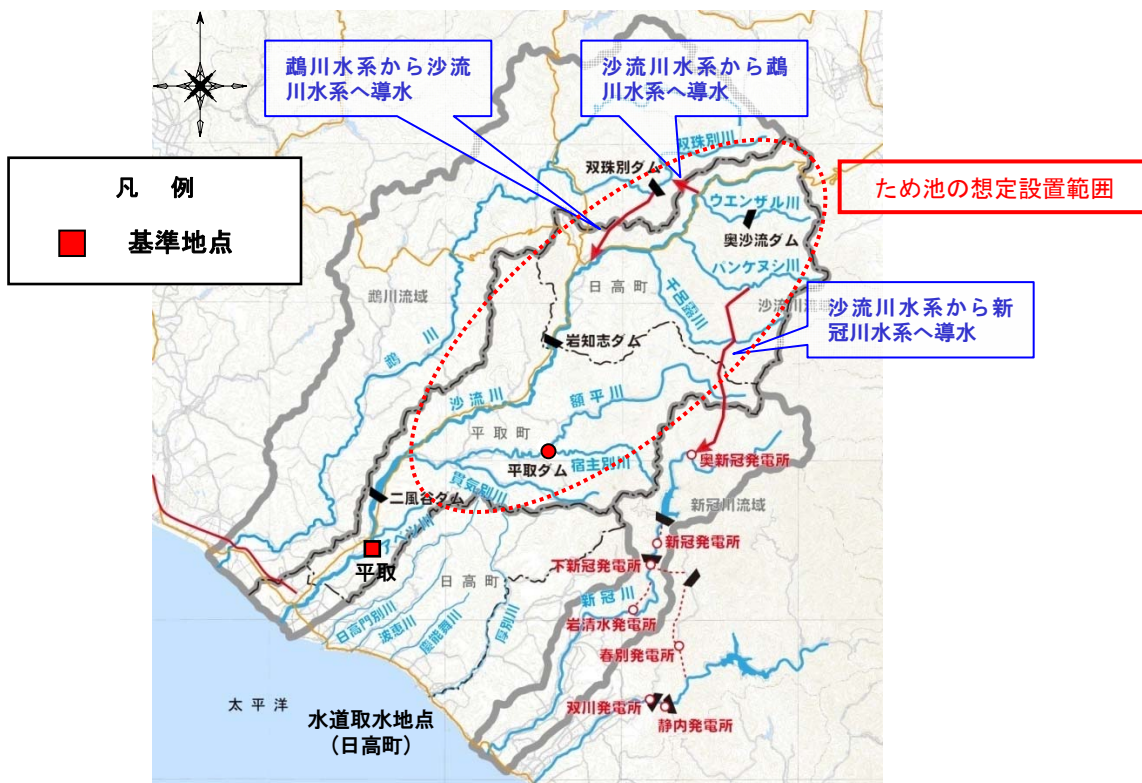 鵡川水系から沙流
川水系へ導水
沙流川水系から鵡
川水系へ導水
双珠別川
双珠別ダム
ため池の想定設置範囲
凡 例
基準地点
ウエンザル川
奥沙流ダム
パンケヌシ川
日高町
千呂露川
鵡川流域
沙流川水系から新
冠川水系へ導水
鵡川
岩知志ダム
沙流川
額平川
平取町
平取ダム
宿主別川
奥新冠発電所
貫気別川
二風谷ダム
新冠川流域
新冠発電所
平取
下新冠発電所
日高町
新冠川
日高門別川
波恵川
慶能舞川
厚別川
岩清水発電所
春別発電所
太平洋
水道取水地点
(日高町)
双川発電所
静内発電所